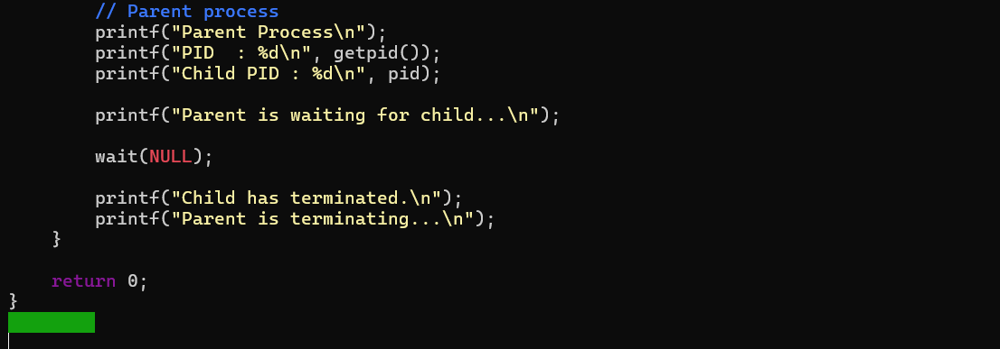 // Parent process
printf("Parent Process\n");
printf("PID  : %d\n", getpid());
printf("Child PID : %d\n", pid);
printf("Parent is waiting for child...\n");
wait(NULL);
printf("Child has terminated.\n");
printf("Parent is terminating...\n");
}
return 0;
}